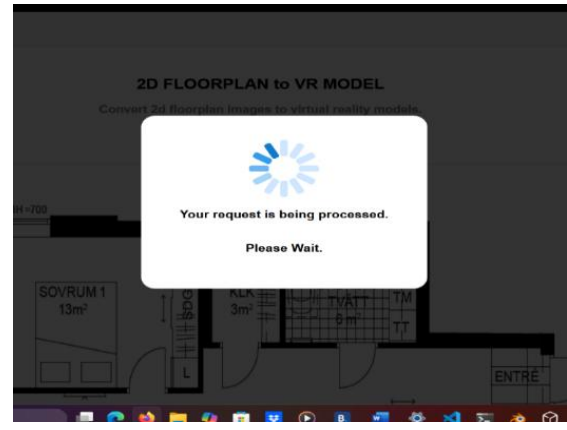 2D FLOORPLAN to VR MODEL
Convert 2d floorplan images to virtual reality models.
Your request is being processed.
Please Wait.
H =700
SOVRUM 1
13m²
SDG
KLK
3m²
TVÄTT
6 m²
TM
TT
L
ENTRÉ